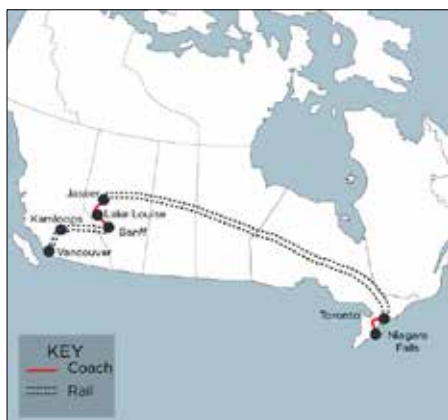 Jasper
Lake Louise
Kamloops
Banff
Vancouver
Toronto
Niagara
Falls
KEY
Coach
Rail